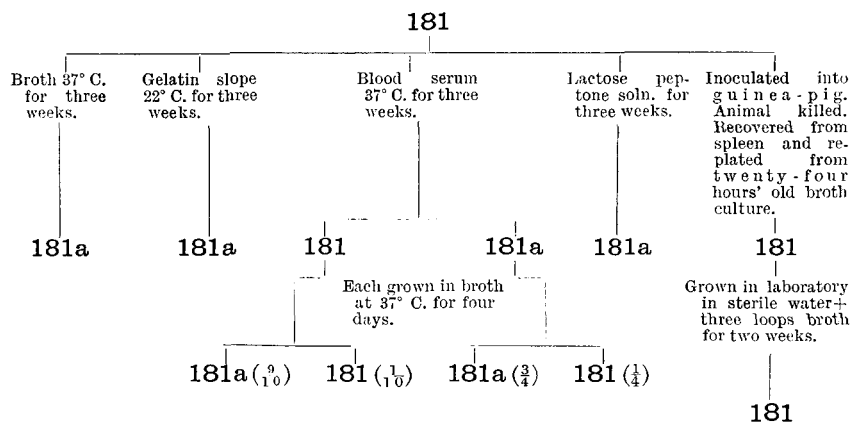 181
Broth 37° C.
for three
weeks.
Gelatin slope
22° C. for three
weeks.
Blood serum
37° C. for three
weeks.
Lactose pep-
tone soln. for
three weeks.
Inoculated into
guinea-pig.
Animal killed.
Recovered from
spleen and re-
plated from
twenty-four
hours' old broth
culture.
181a
181a
181
181a
181a
181
Each grown in broth
at 37° C. for four
days.
Grown in laboratory
in sterile water+
three loops broth
for two weeks.
181a (9/10)
181 (1/10)
181a (3/4)
181 (1/4)
181